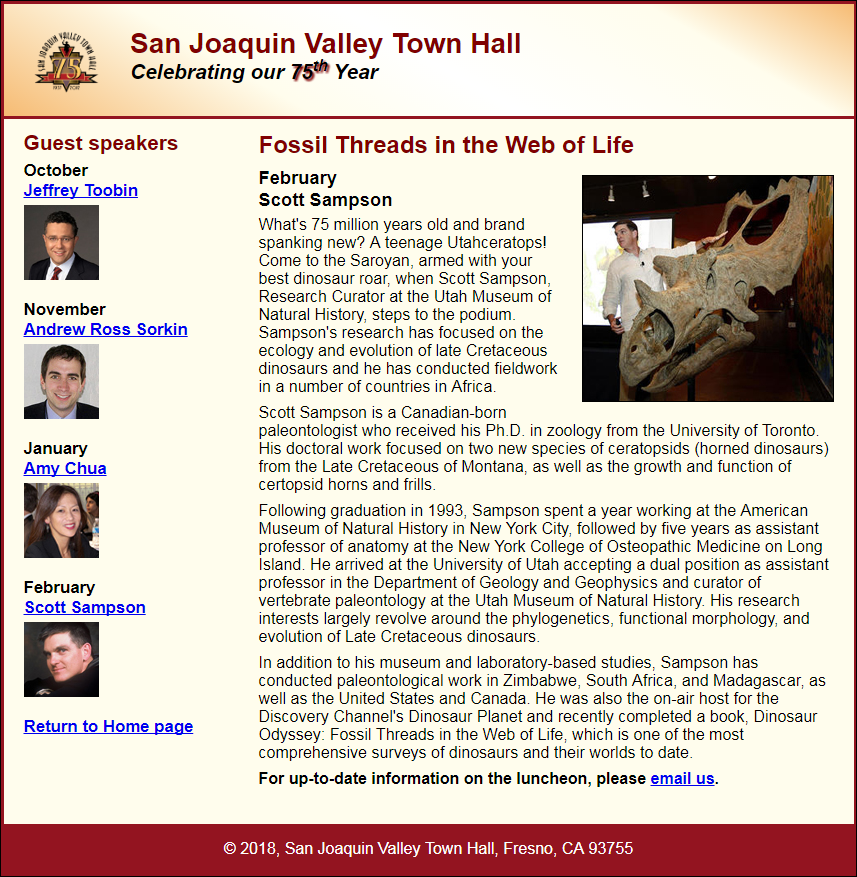 SAN JOAQUIN VALLEY TOWN HALL
75
San Joaquin Valley Town Hall
Celebrating our 75th Year
Guest speakers
October
Jeffrey Toobin
November
Andrew Ross Sorkin
January
Amy Chua
February
Scott Sampson
Return to Home page
Fossil Threads in the Web of Life
February
Scott Sampson
What's 75 million years old and brand
spanking new? A teenage Utahceratops!
Come to the Saroyan, armed with your
best dinosaur roar, when Scott Sampson,
Research Curator at the Utah Museum of
Natural History, steps to the podium.
Sampson's research has focused on the
ecology and evolution of late Cretaceous
dinosaurs and he has conducted fieldwork
in a number of countries in Africa.
Scott Sampson is a Canadian-born
paleontologist who received his Ph.D. in zoology from the University of Toronto.
His doctoral work focused on two new species of ceratopsids (horned dinosaurs)
from the Late Cretaceous of Montana, as well as the growth and function of
certopsid horns and frills.
Following graduation in 1993, Sampson spent a year working at the American
Museum of Natural History in New York City, followed by five years as assistant
professor of anatomy at the New York College of Osteopathic Medicine on Long
Island. He arrived at the University of Utah accepting a dual position as assistant
professor in the Department of Geology and Geophysics and curator of
vertebrate paleontology at the Utah Museum of Natural History. His research
interests largely revolve around the phylogenetics, functional morphology, and
evolution of Late Cretaceous dinosaurs.
In addition to his museum and laboratory-based studies, Sampson has
conducted paleontological work in Zimbabwe, South Africa, and Madagascar, as
well as the United States and Canada. He was also the on-air host for the
Discovery Channel's Dinosaur Planet and recently completed a book, Dinosaur
Odyssey: Fossil Threads in the Web of Life, which is one of the most
comprehensive surveys of dinosaurs and their worlds to date.
For up-to-date information on the luncheon, please email us.
© 2018, San Joaquin Valley Town Hall, Fresno, CA 93755